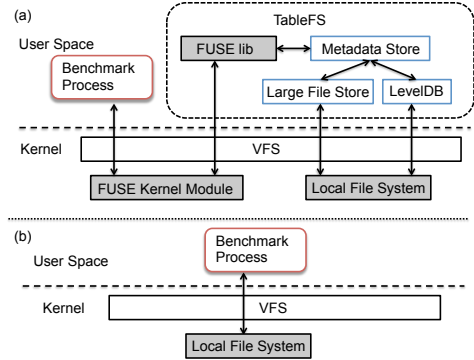 (a)
TableFS
User Space
FUSE lib
Metadata Store
Benchmark
Process
Large File Store
LevelDB
Kernel
VFS
FUSE Kernel Module
Local File System
(b)
Benchmark
Process
User Space
Kernel
VFS
Local File System